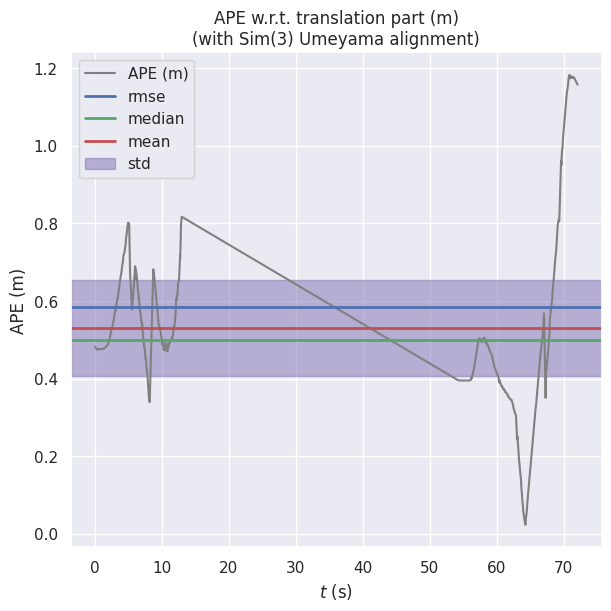 APE w.r.t. translation part (m)
(with Sim(3) Umeyama alignment)
APE (m)
rmse
median
mean
std
APE (m)
1.2
1.0
0.8
0.6
0.4
0.2
0.0
0 10 20 30 40 50 60 70
t (s)